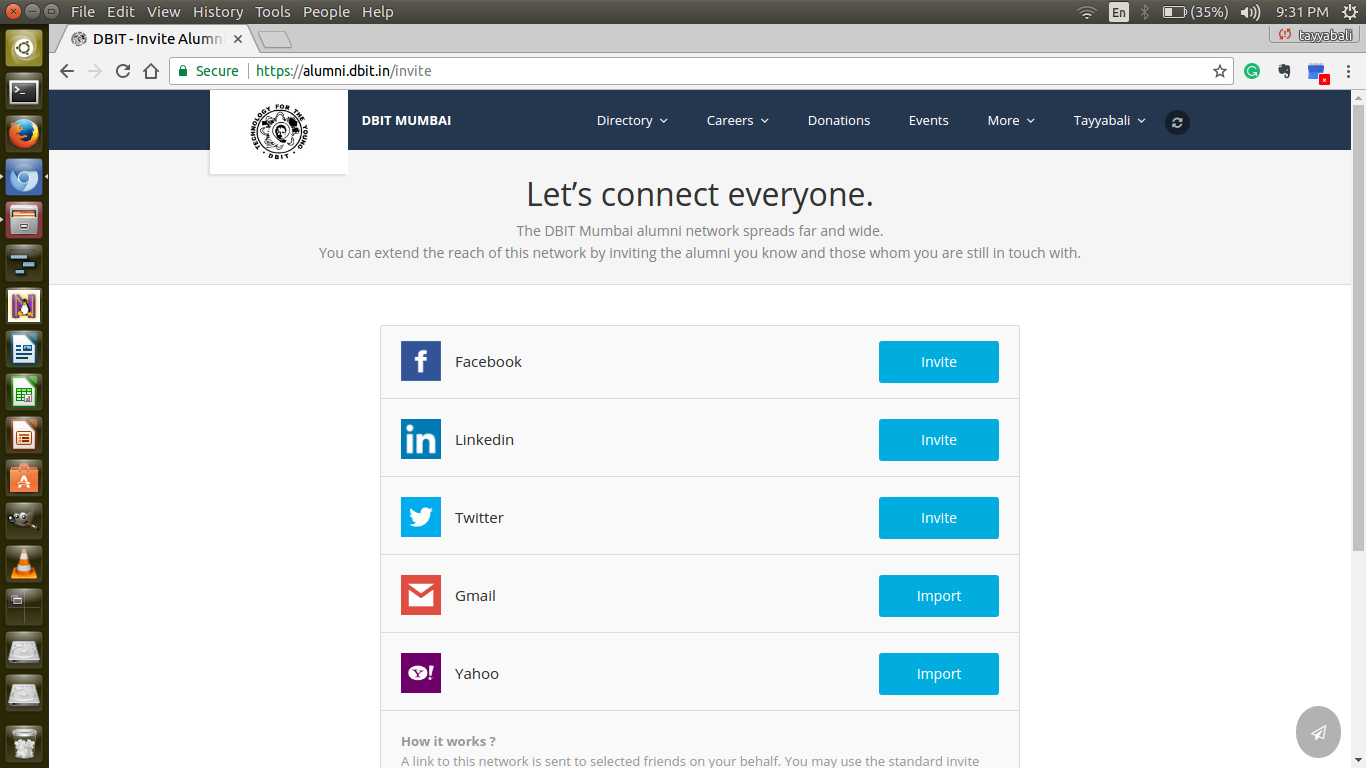 File Edit View History Tools People Help
En
(35%)
9:31 PM
DBIT - Invite Alumn
tayyabali
Secure
https://alumni.dbit.in/invite
TECHNOLOGY FOR THE YOUNG
DBIT
DBIT MUMBAI
Directory
Careers
Donations
Events
More
Tayyabali
Let’s connect everyone.
The DBIT Mumbai alumni network spreads far and wide.
You can extend the reach of this network by inviting the alumni you know and those whom you are still in touch with.
Facebook
Invite
Linkedin
Invite
Twitter
Invite
Gmail
Import
Yahoo
Import
How it works ?
A link to this network is sent to selected friends on your behalf. You may use the standard invite